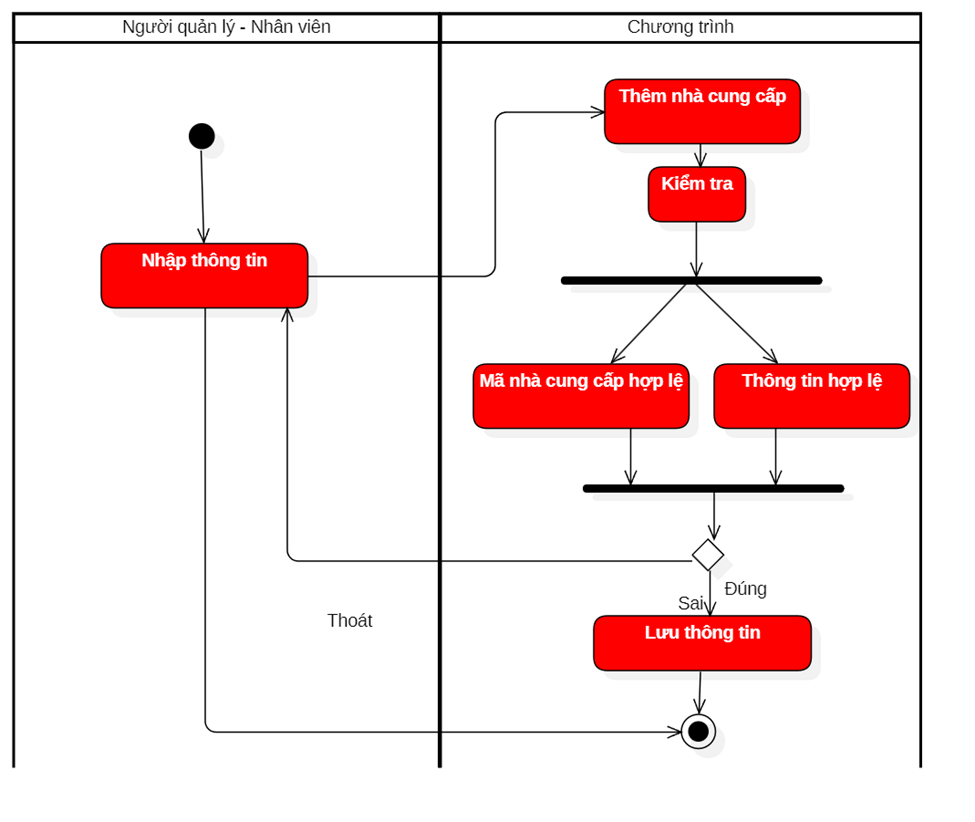 Người quản lý - Nhân viên
Chương trình
Thêm nhà cung cấp
Kiểm tra
Nhập thông tin
Mã nhà cung cấp hợp lệ
Thông tin hợp lệ
Đúng
Sai
Thoát
Lưu thông tin